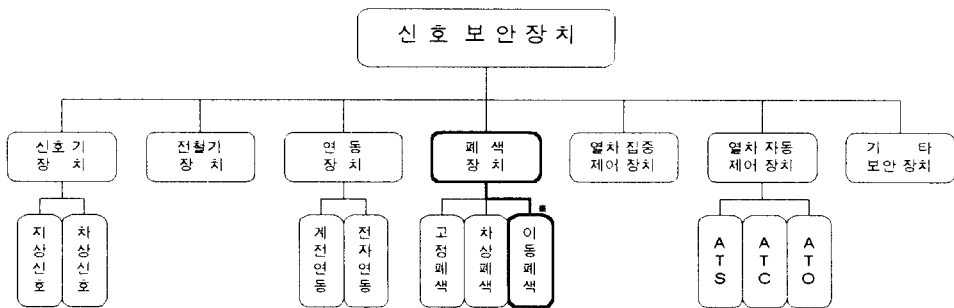 신 호 보 안 장 치
신 호 기
장 치
전철기
장 치
연 동
장 치
폐 색
장 치
열차 집중
제어 장치
열차 자동
제어 장치
기 타
보안 장치
지상신호
차상신호
계전연동
전자연동
고정폐색
차상폐색
※
이동폐색
ATS
ATC
ATO